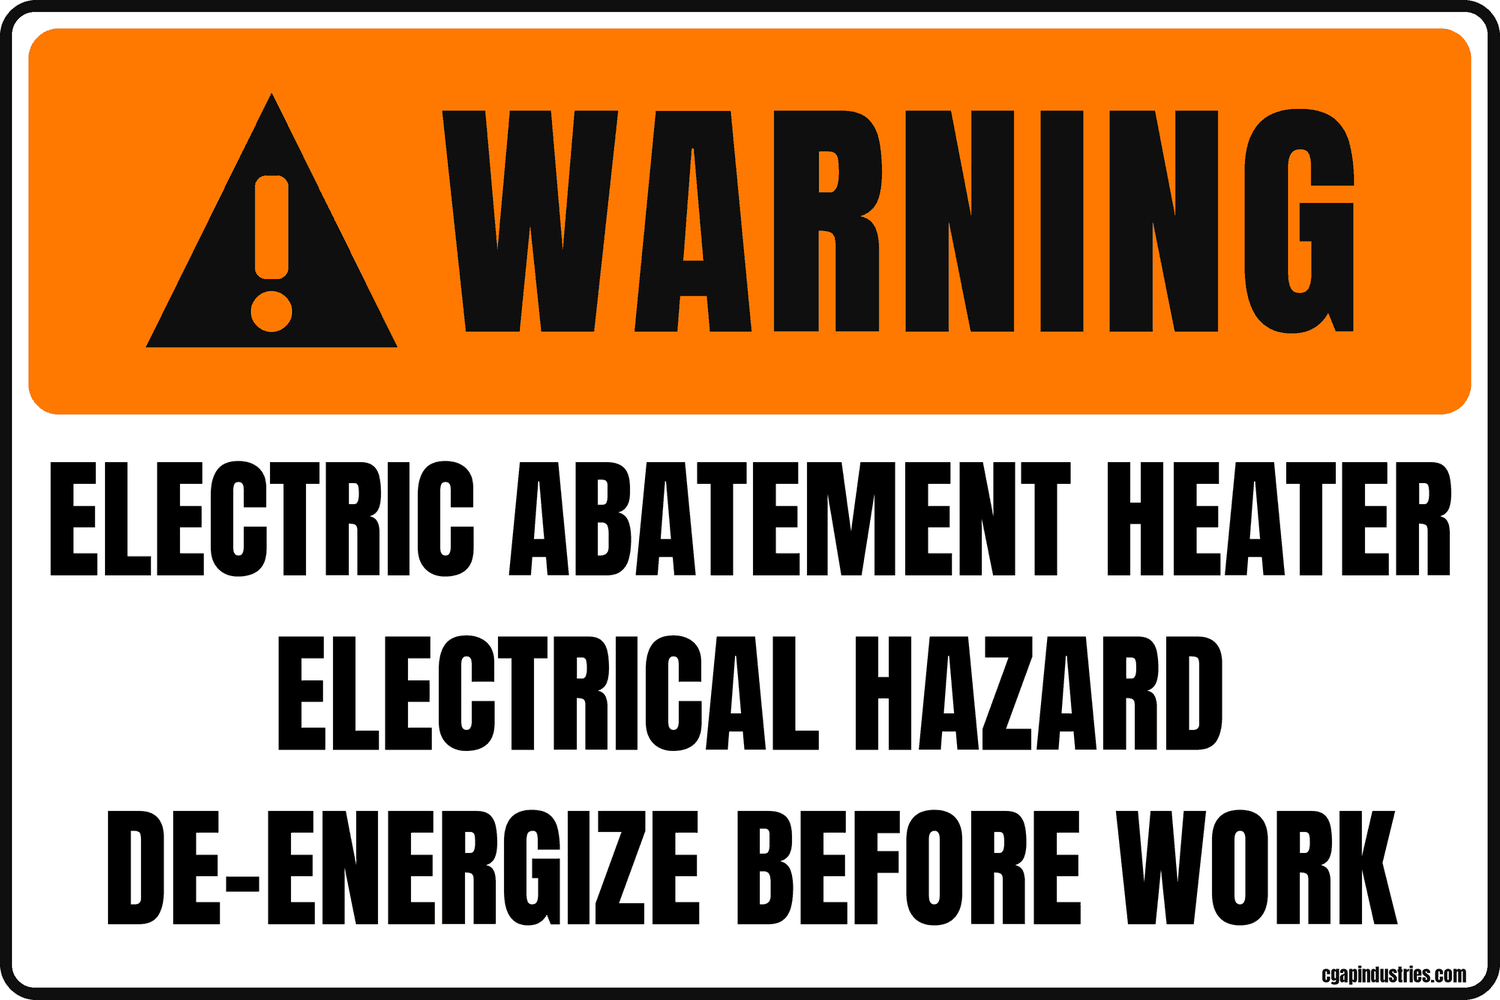 WARNING
ELECTRIC ABATEMENT HEATER
ELECTRICAL HAZARD
DE-ENERGIZE BEFORE WORK
cgapindustries.com